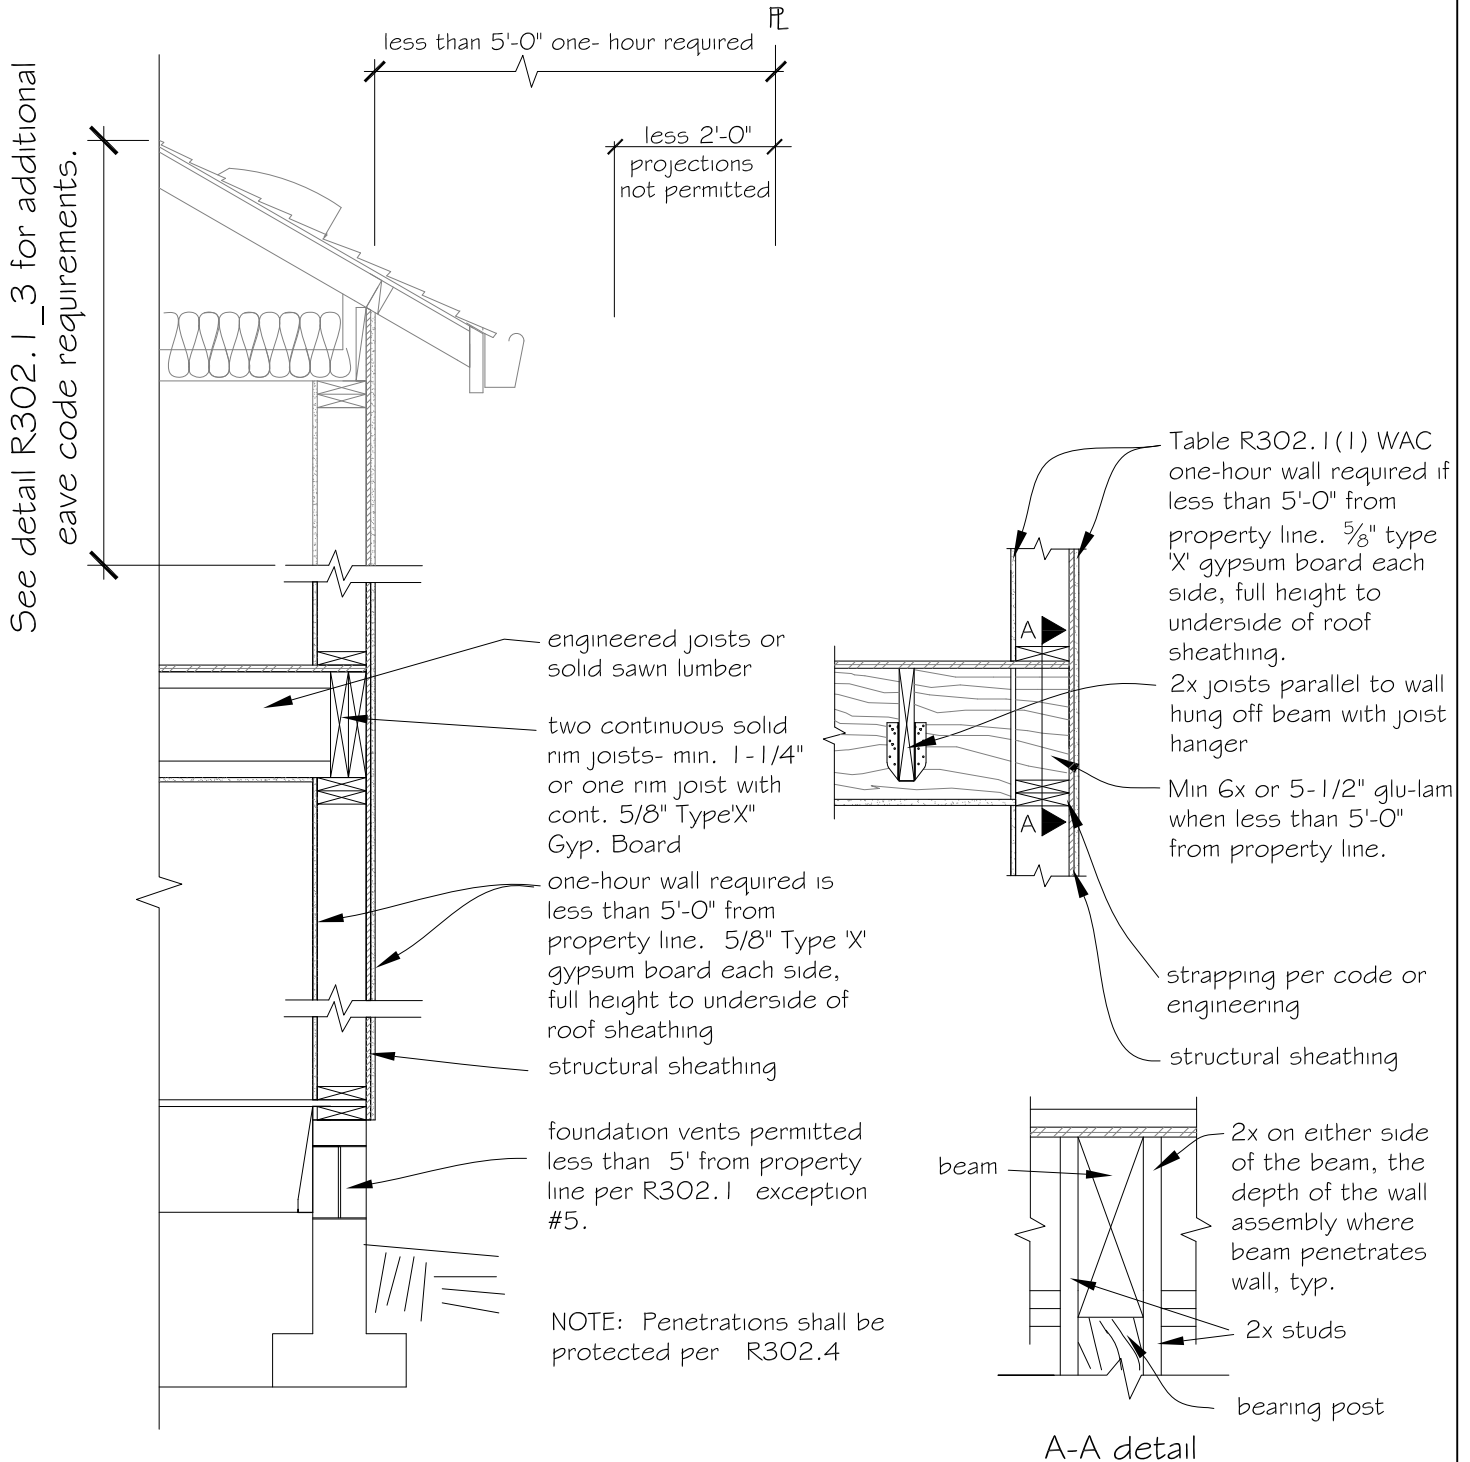 See detail R302.1_3 for additional
eave code requirements.
PL
less than 5'-0" one- hour required
less 2'-0"
projections
not permitted
engineered joists or
solid sawn lumber
two continuous solid
rim joists- min. 1-1/4"
or one rim joist with
cont. 5/8" Type'X"
Gyp. Board
one-hour wall required is
less than 5'-0" from
property line. 5/8" Type 'X'
gypsum board each side,
full height to underside of
roof sheathing
structural sheathing
foundation vents permitted
less than 5' from property
line per R302.1 exception
#5.
NOTE: Penetrations shall be
protected per R302.4
Table R302.1(1) WAC
one-hour wall required if
less than 5'-0" from
property line. 5/8" type
'X' gypsum board each
side, full height to
underside of roof
sheathing.
2x joists parallel to wall
hung off beam with joist
hanger
Min 6x or 5-1/2" glu-lam
when less than 5'-0"
from property line.
A
A
strapping per code or
engineering
structural sheathing
beam
2x on either side
of the beam, the
depth of the wall
assembly where
beam penetrates
wall, typ.
2x studs
bearing post
A-A detail